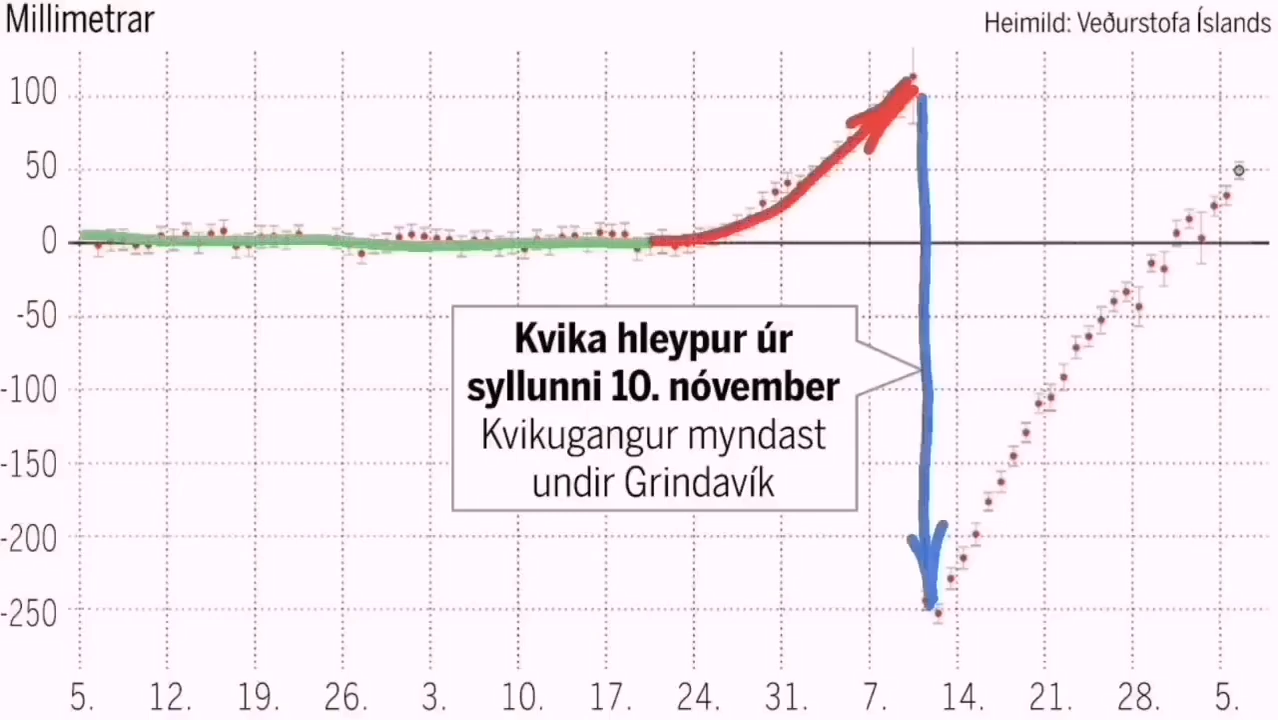 Millimetrar
Heimild: Veðurstofa Íslands
100
50
0
-50
-100
-150
-200
-250
Kvika hleypur úr
syllunni 10. nóvember
Kvikugangur myndast
undir Grindavík
5. 12. 19. 26. 3. 10. 17. 24. 31. 7. 14. 21. 28. 5.